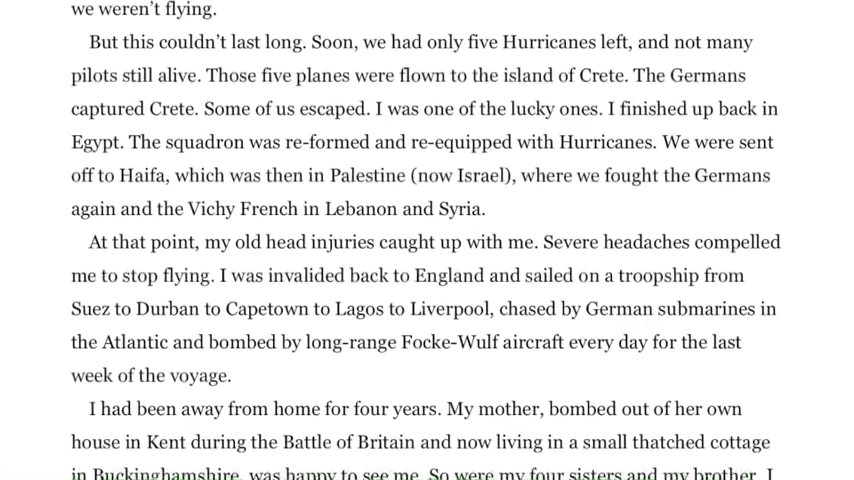 we weren't flying.
But this couldn't last long. Soon, we had only five Hurricanes left, and not many
pilots still alive. Those five planes were flown to the island of Crete. The Germans
captured Crete. Some of us escaped. I was one of the lucky ones. I finished up back in
Egypt. The squadron was re-formed and re-equipped with Hurricanes. We were sent
off to Haifa, which was then in Palestine (now Israel), where we fought the Germans
again and the Vichy French in Lebanon and Syria.
At that point, my old head injuries caught up with me. Severe headaches compelled
me to stop flying. I was invalided back to England and sailed on a troopship from
Suez to Durban to Capetown to Lagos to Liverpool, chased by German submarines in
the Atlantic and bombed by long-range Focke-Wulf aircraft every day for the last
week of the voyage.
I had been away from home for four years. My mother, bombed out of her own
house in Kent during the Battle of Britain and now living in a small thatched cottage
in Buckinghamshire, was happy to see me. So were my four sisters and my brother. I